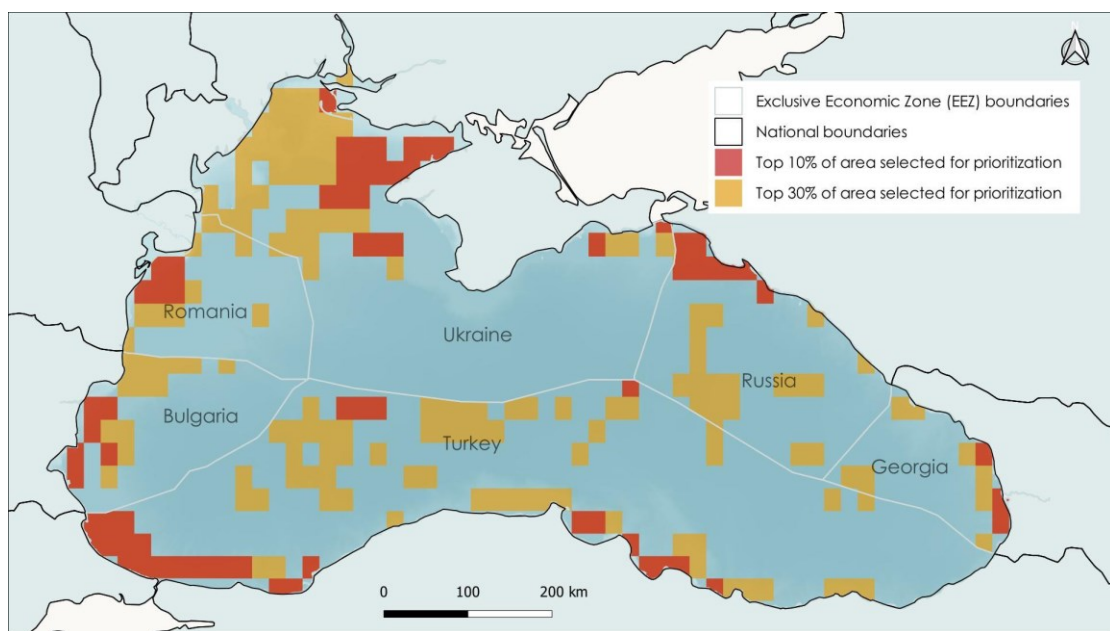 N
Exclusive Economic Zone (EEZ) boundaries
National boundaries
Top 10% of area selected for prioritization
Top 30% of area selected for prioritization
Romania
Ukraine
Russia
Bulgaria
Turkey
Georgia
0 100 200 km